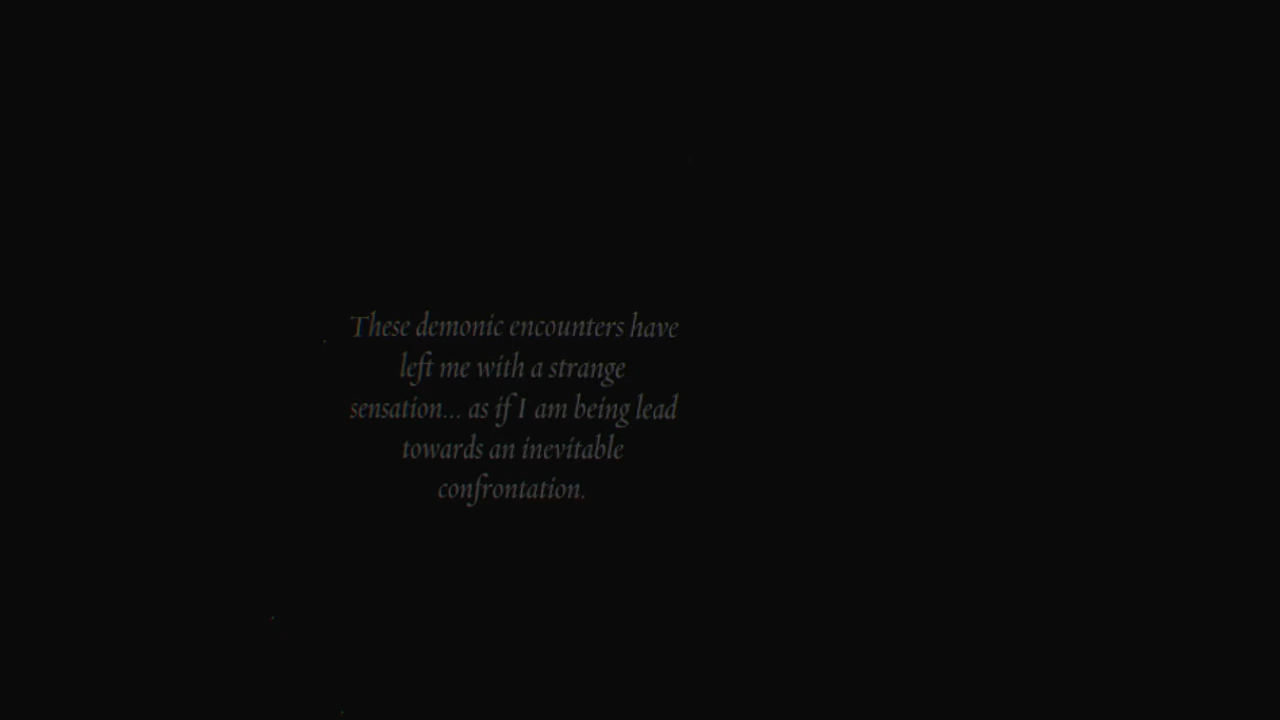 These demonic encounters have
left me with a strange
sensation... as if I am being lead
towards an inevitable
confrontation.